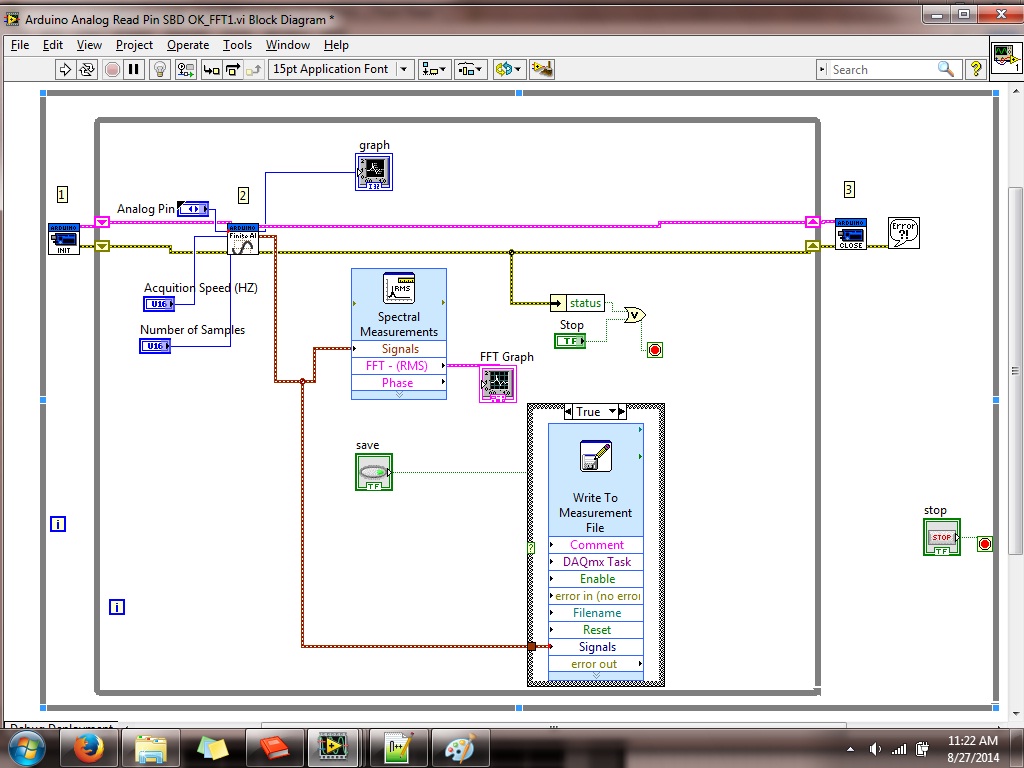 Arduino Analog Read Pin SBD OK_FFT1.vi Block Diagram *
File Edit View Project Operate Tools Window Help
15pt Application Font
Search
?
1
graph
1
2
3
Analog Pin
ARDUINO
INIT
ARDUINO
Finite AI
ARDUINO
CLOSE
Error
?!
Acqusition Speed (HZ)
U16
Number of Samples
U16
RMS
Spectral
Measurements
Signals
FFT - (RMS)
Phase
FFT Graph
status
Stop
TF
V
True
save
TF
Write To
Measurement
File
Comment
DAQmx Task
Enable
error in (no error
Filename
Reset
Signals
error out
?
i
i
stop
STOP
TF
11:22 AM
8/27/2014